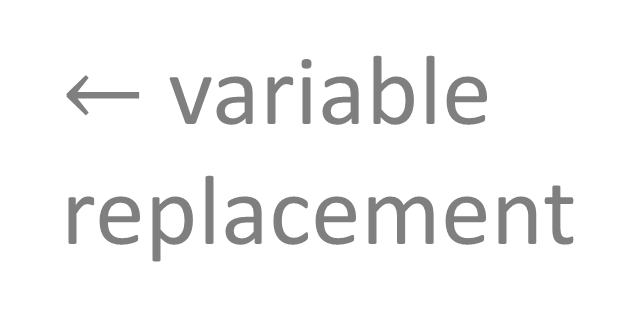 ← variable
replacement